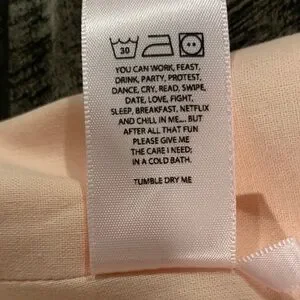 30
YOU CAN WORK, FEAST,
DRINK, PARTY, PROTEST,
DANCE, CRY, READ, SWIPE,
DATE, LOVE, FIGHT,
SLEEP, BREAKFAST, NETFLIX
AND CHILL IN ME.... BUT
AFTER ALL THAT FUN
PLEASE GIVE ME
THE CARE I NEED;
IN A COLD BATH.
TUMBLE DRY ME